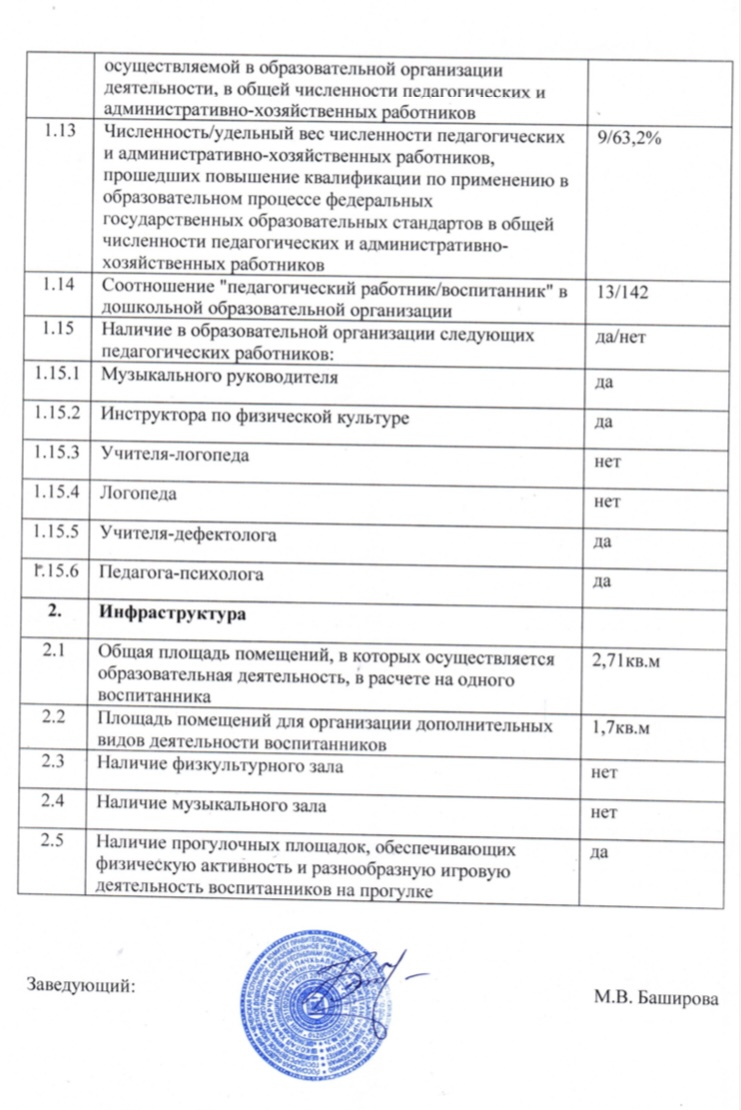 осуществляемой в образовательной организации
деятельности, в общей численности педагогических и
административно-хозяйственных работников
1.13 Численность/удельный вес численности педагогических 9/63,2%
и административно-хозяйственных работников,
прошедших повышение квалификации по применению в
образовательном процессе федеральных
государственных образовательных стандартов в общей
численности педагогических и административно-
хозяйственных работников
1.14 Соотношение "педагогический работник/воспитанник" в 13/142
дошкольной образовательной организации
1.15 Наличие в образовательной организации следующих да/нет
педагогических работников:
1.15.1 Музыкального руководителя да
1.15.2 Инструктора по физической культуре да
1.15.3 Учителя-логопеда нет
1.15.4 Логопеда нет
1.15.5 Учителя-дефектолога да
1.15.6 Педагога-психолога да
2. Инфраструктура
2.1 Общая площадь помещений, в которых осуществляется 2,71кв.м
образовательная деятельность, в расчете на одного
воспитанника
2.2 Площадь помещений для организации дополнительных 1,7кв.м
видов деятельности воспитанников
2.3 Наличие физкультурного зала нет
2.4 Наличие музыкального зала нет
2.5 Наличие прогулочных площадок, обеспечивающих да
физическую активность и разнообразную игровую
деятельность воспитанников на прогулке
Заведующий: М.В. Баширова